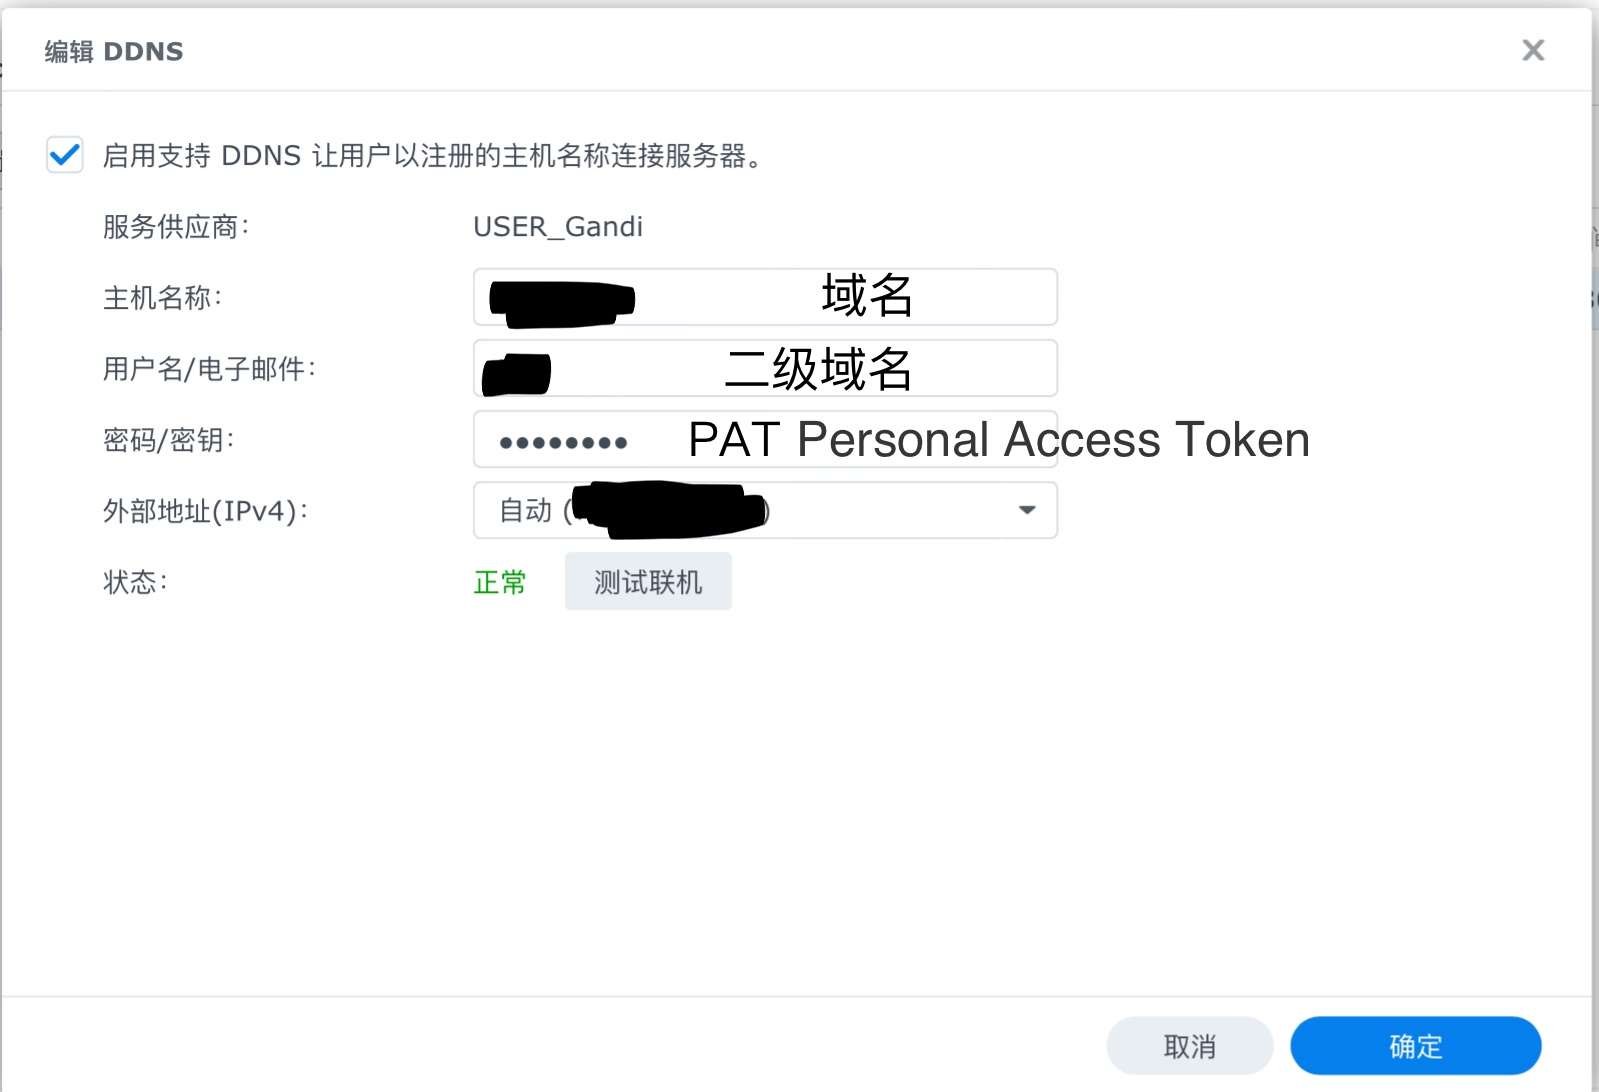 编辑 DDNS
启用支持 DDNS 让用户以注册的主机名称连接服务器。
服务供应商: USER_Gandi
主机名称: 域名
用户名/电子邮件: 二级域名
密码/密钥: •••••••• PAT Personal Access Token
外部地址(IPv4): 自动 ( )
状态: 正常 测试联机
取消 确定